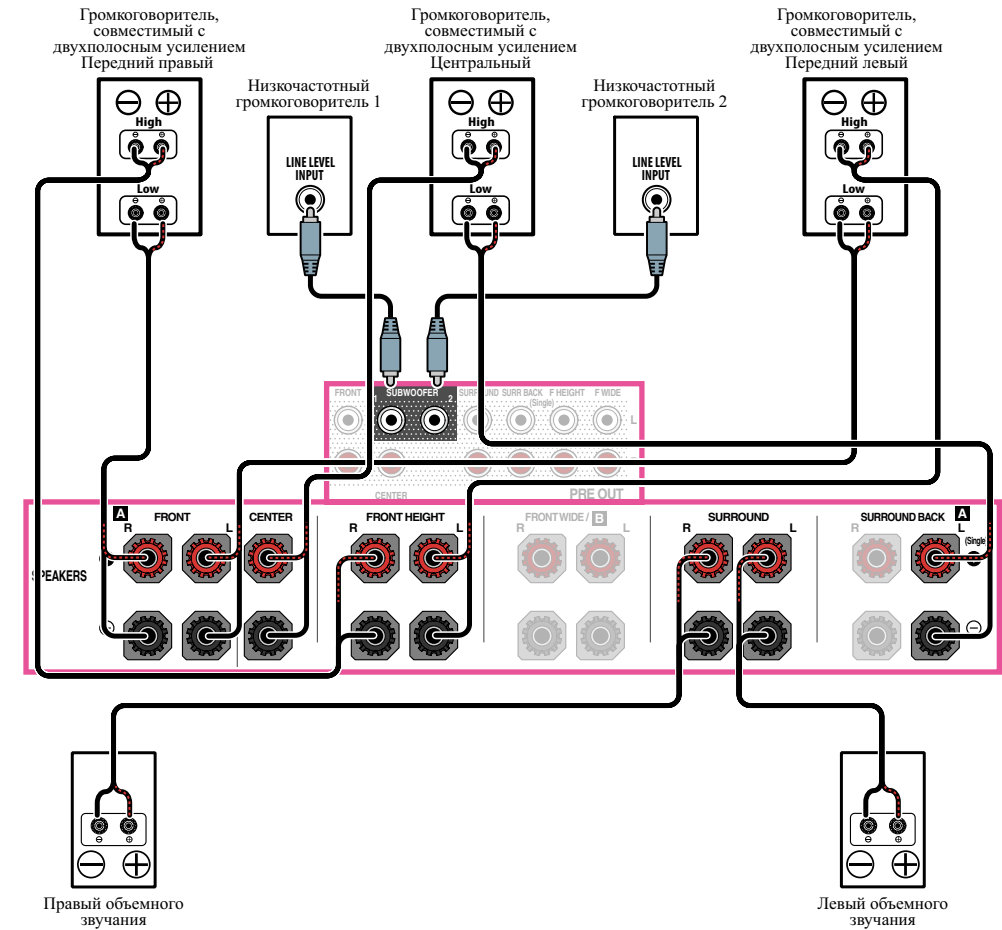 Громкоговоритель,
совместимый с
двухполосным усилением
Передний правый
Громкоговоритель,
совместимый с
двухполосным усилением
Центральный
Громкоговоритель,
совместимый с
двухполосным усилением
Передний левый
Низкочастотный
громкоговоритель 1
Низкочастотный
громкоговоритель 2
High
Low
LINE LEVEL
INPUT
High
Low
LINE LEVEL
INPUT
High
Low
FRONT 1 SUBWOOFER 2 SURROUND SURR BACK F HEIGHT F WIDE
(Single)
L
CENTER PRE OUT
A FRONT CENTER FRONT HEIGHT FRONT WIDE / B SURROUND SURROUND BACK A
R L R L R L R L R L
(Single
SPEAKERS
Правый объемного
звучания
Левый объемного
звучания